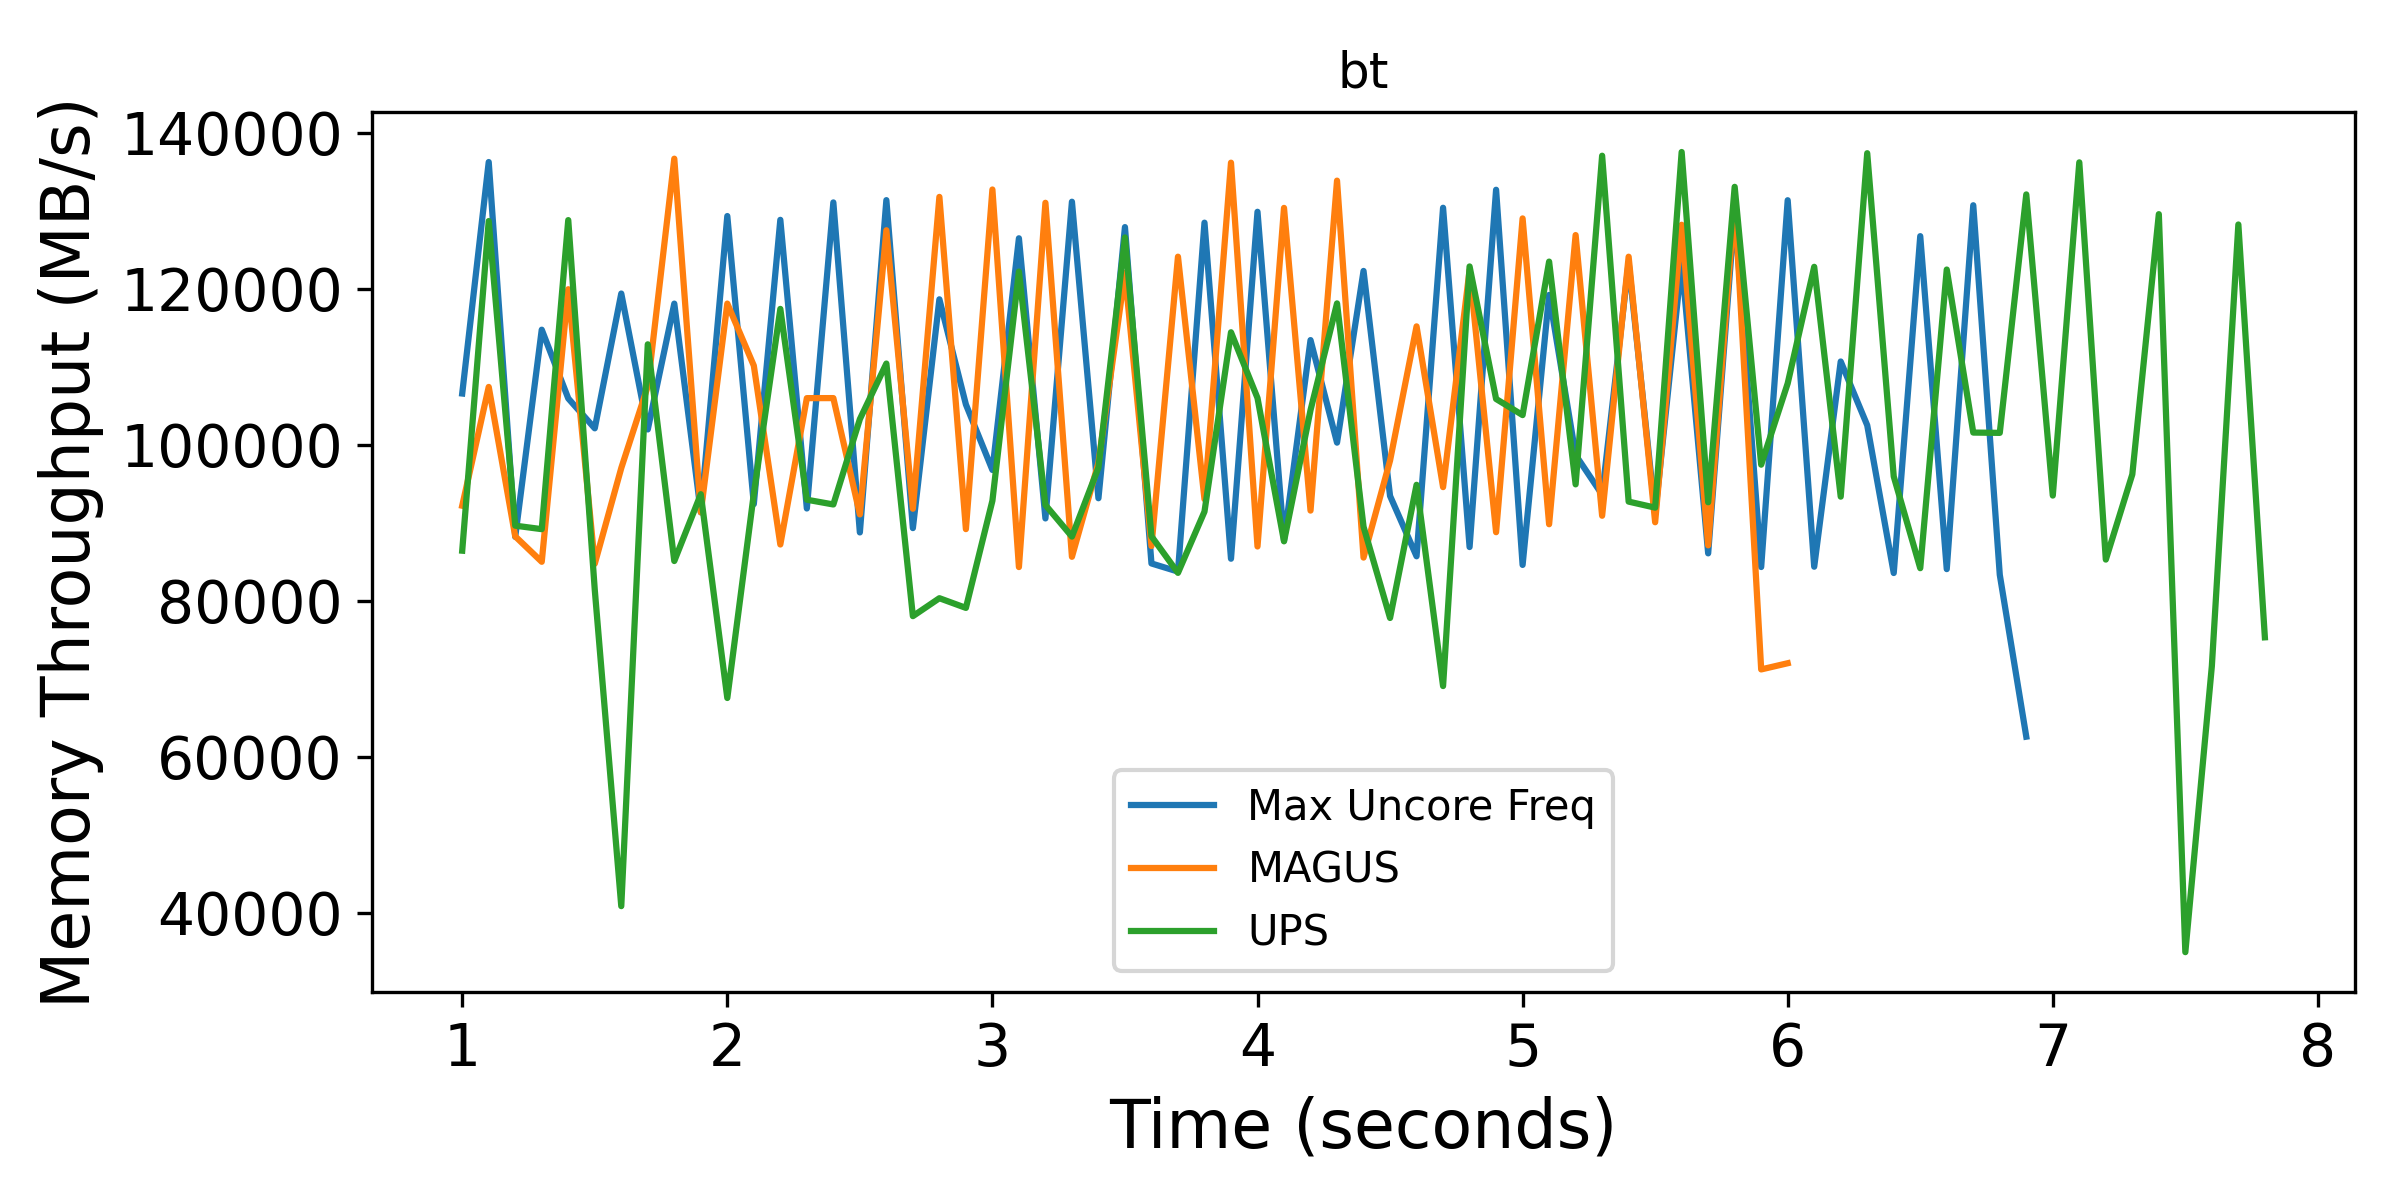 bt
Memory Throughput (MB/s)
140000
120000
100000
80000
60000
40000
Max Uncore Freq
MAGUS
UPS
1 2 3 4 5 6 7 8
Time (seconds)